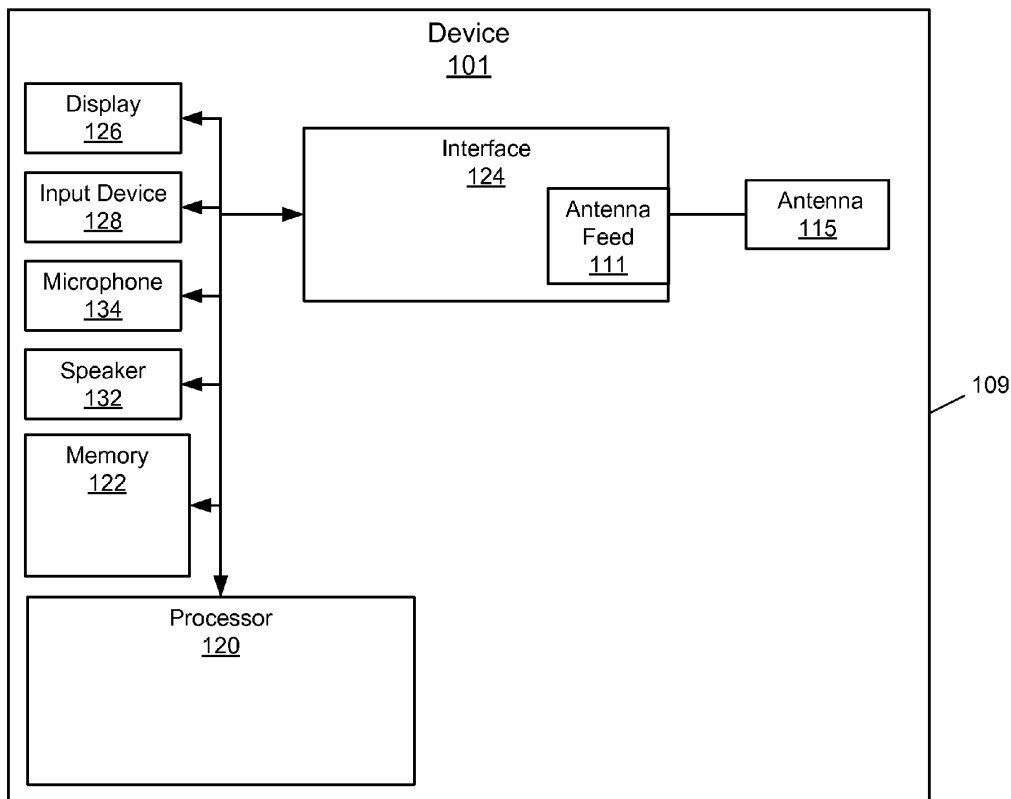 Device
101
Display
126
Input Device
128
Microphone
134
Speaker
132
Memory
122
Processor
120
Interface
124
Antenna
Feed
111
Antenna
115
109